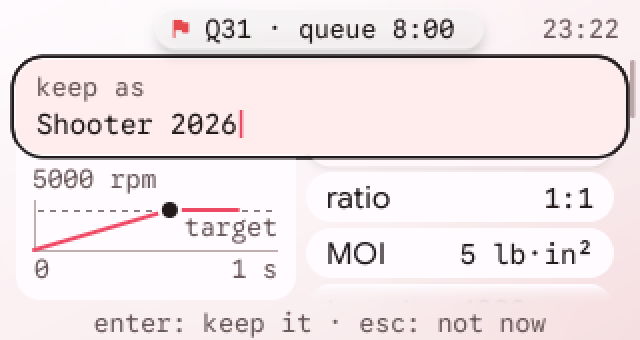 Q31 · queue 8:00
23:22
keep as
Shooter 2026
5000 rpm
target
0
1 s
ratio
1:1
MOI
5 lb·in²
enter: keep it · esc: not now